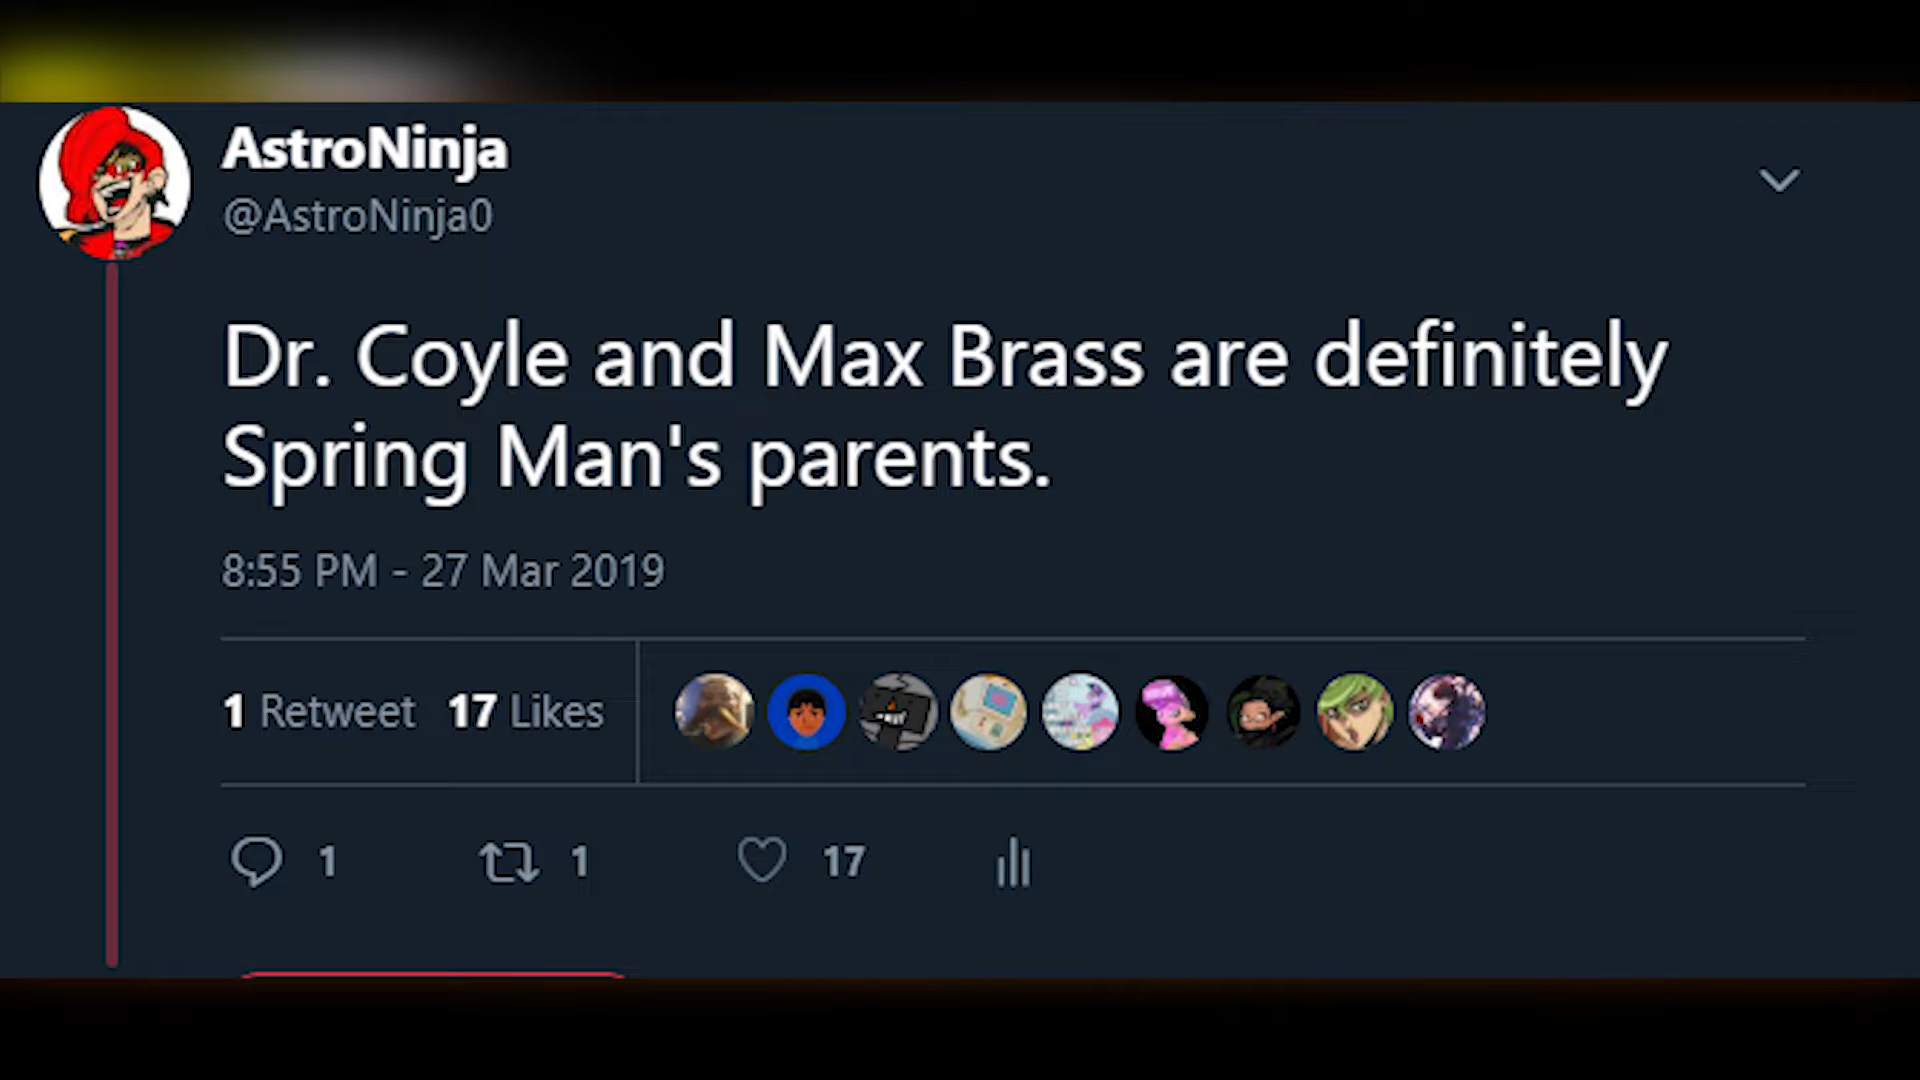 AstroNinja
@AstroNinja0
Dr. Coyle and Max Brass are definitely
Spring Man's parents.
8:55 PM - 27 Mar 2019
1 Retweet 17 Likes
1 1 17